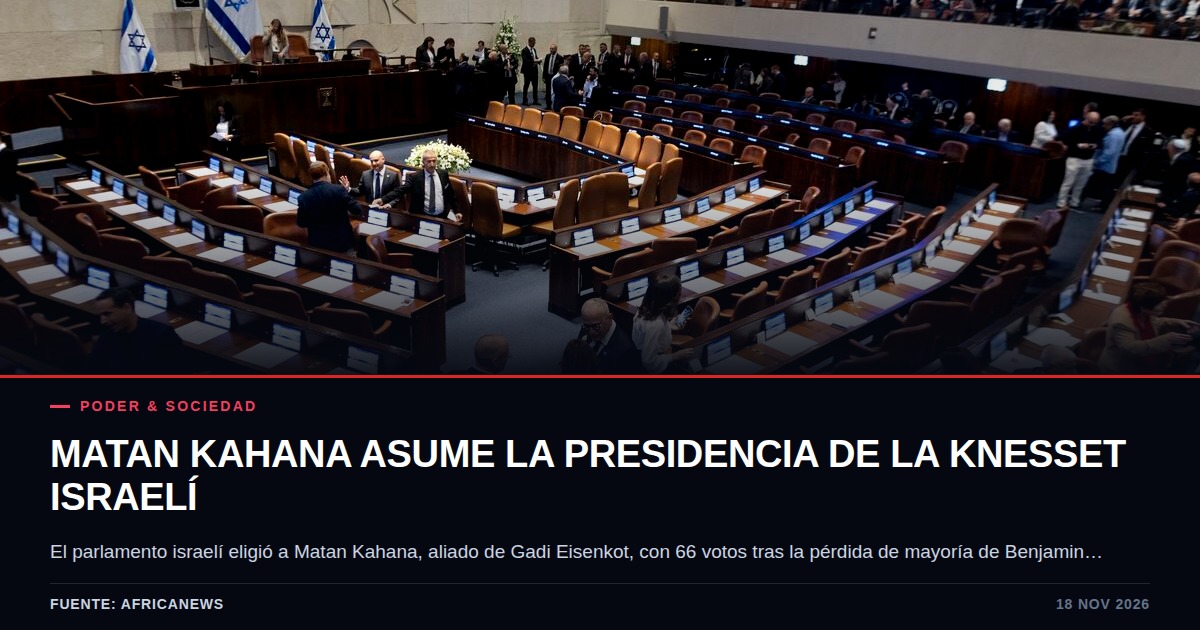 PODER & SOCIEDAD
MATAN KAHANA ASUME LA PRESIDENCIA DE LA KNESSET
ISRAELÍ
El parlamento israelí eligió a Matan Kahana, aliado de Gadi Eisenkot, con 66 votos tras la pérdida de mayoría de Benjamin…
FUENTE: AFRICANEWS
18 NOV 2026